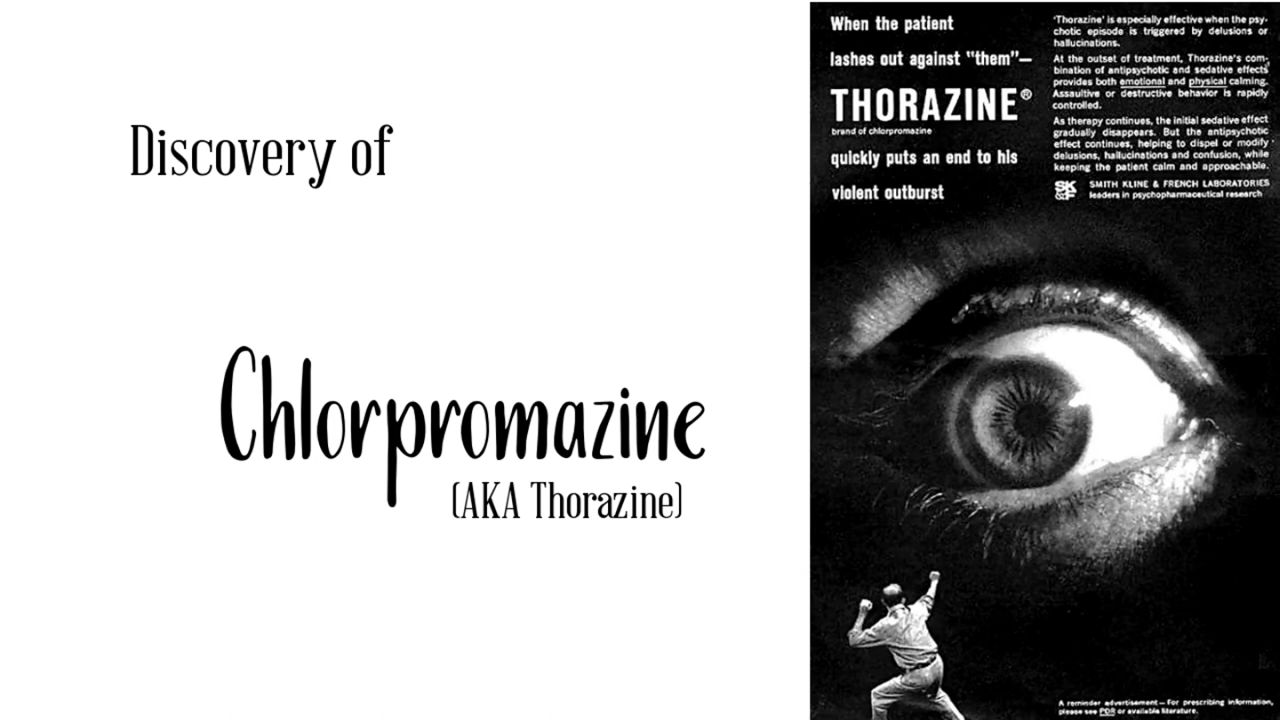 Discovery of
Chlorpromazine
(AKA Thorazine)
When the patient
lashes out against "them"—
THORAZINE®
brand of chlorpromazine
quickly puts an end to his
violent outburst
'Thorazine' is especially effective when the psy-
chotic episode is triggered by delusions or
hallucinations.
At the outset of treatment, Thorazine's com-
bination of antipsychotic and sedative effects
provides both emotional and physical calming.
Assaultive or destructive behavior is rapidly
controlled.
As therapy continues, the initial sedative effect
gradually disappears. But the antipsychotic
effect continues, helping to dispel or modify
delusions, hallucinations and confusion, while
keeping the patient calm and approachable.
SK&F
SMITH KLINE & FRENCH LABORATORIES
leaders in psychopharmaceutical research
A reminder advertisement—For prescribing information,
please see PDR or available literature.